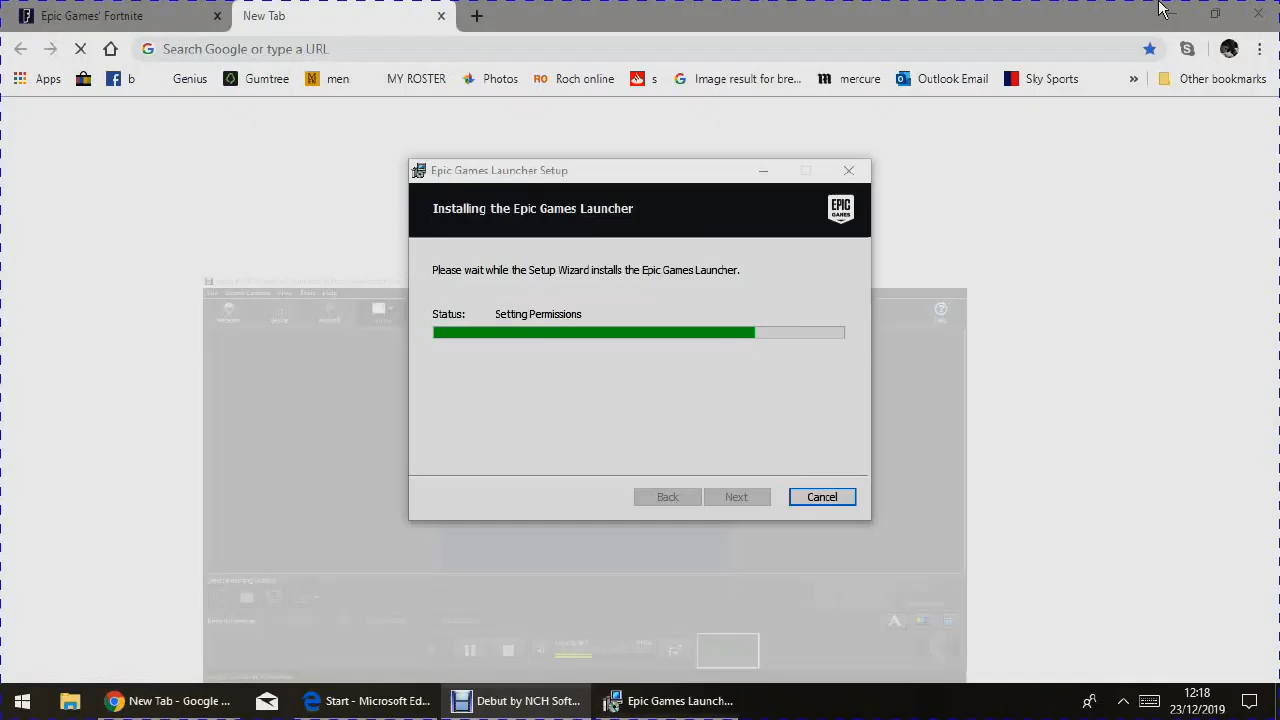 Epic Games' Fortnite
New Tab
Search Google or type a URL
Apps
b
Genius
Gumtree
men
MY ROSTER
Photos
RO Roch online
s
Image result for bre...
mercure
Outlook Email
Sky Sports
»
Other bookmarks
Epic Games Launcher Setup
Installing the Epic Games Launcher
EPIC
GAMES
Please wait while the Setup Wizard installs the Epic Games Launcher.
Status: Setting Permissions
Back
Next
Cancel
New Tab - Google ...
Start - Microsoft Ed...
Debut by NCH Soft...
Epic Games Launch...
12:18
23/12/2019